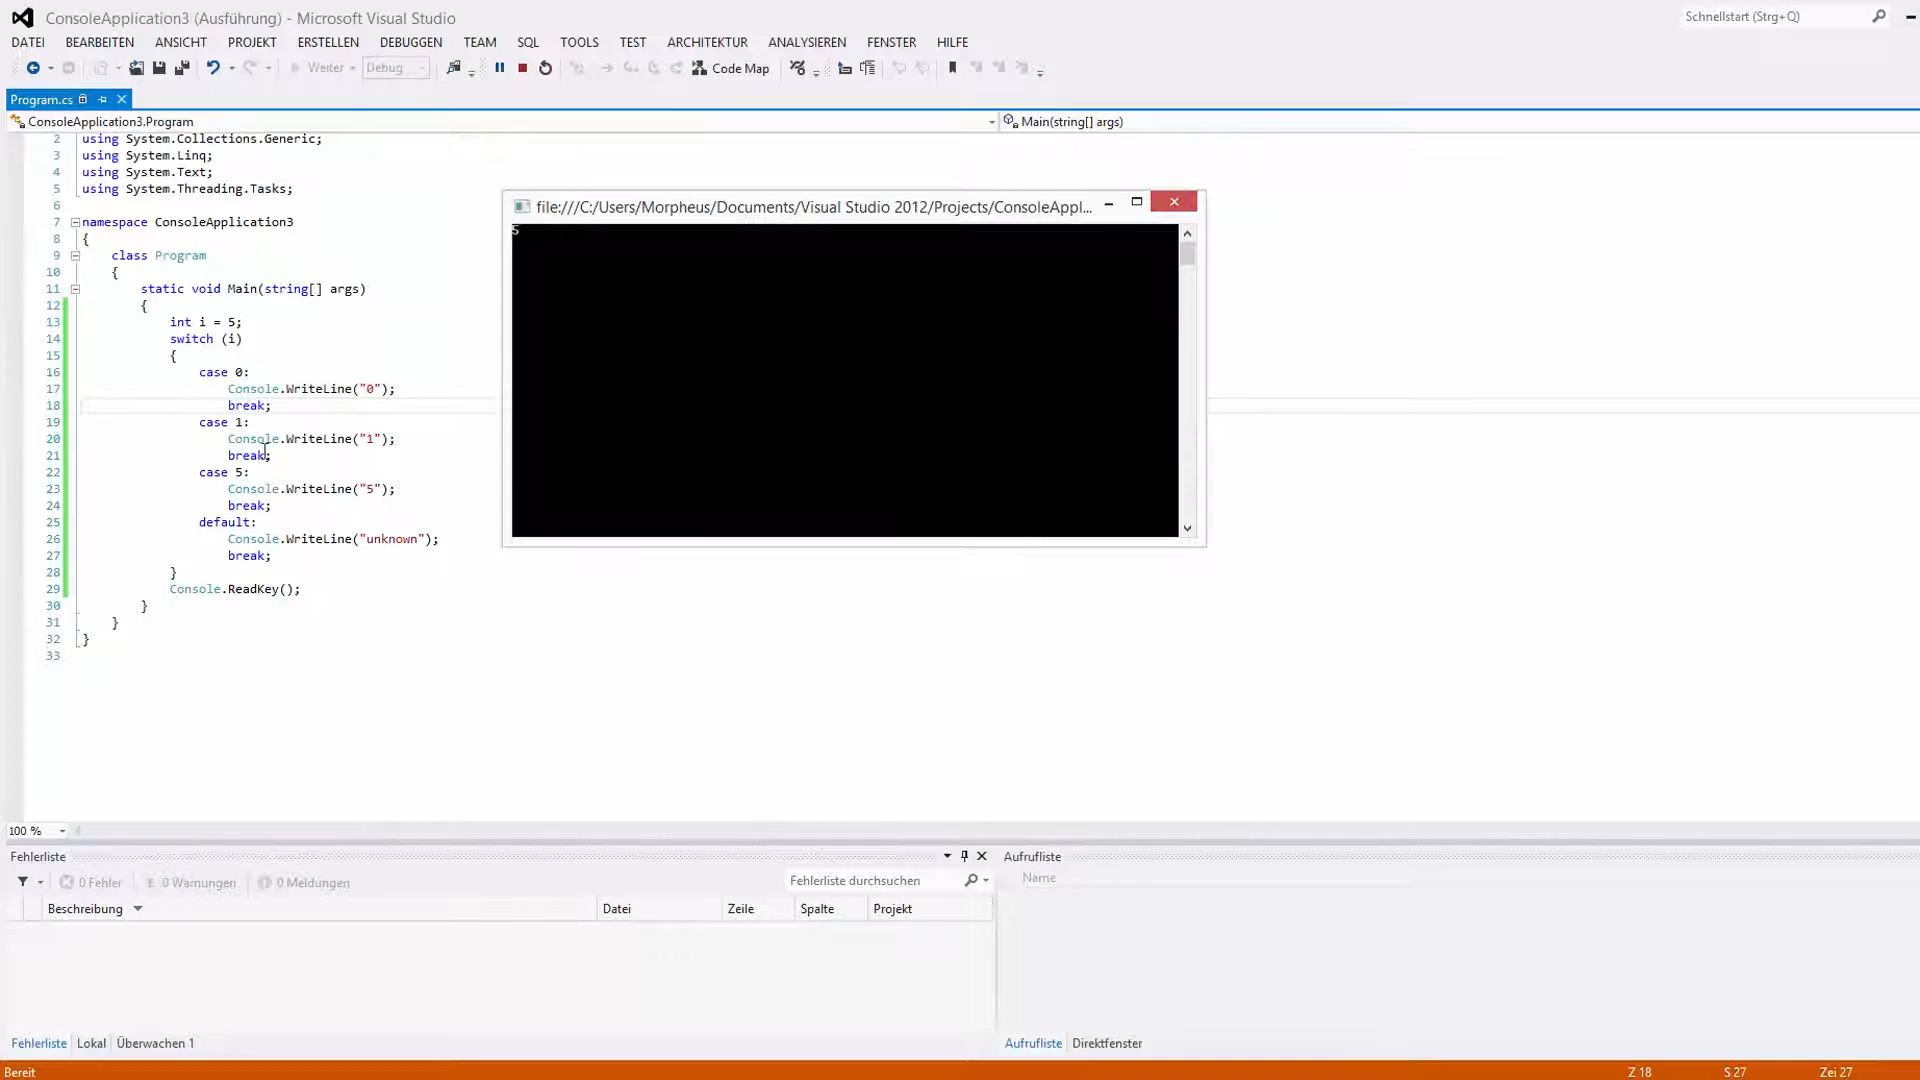 ConsoleApplication3 (Ausführung) - Microsoft Visual Studio
Schnellstart (Strg+Q)
DATEI BEARBEITEN ANSICHT PROJEKT ERSTELLEN DEBUGGEN TEAM SQL TOOLS TEST ARCHITEKTUR ANALYSIEREN FENSTER HILFE
Weiter Debug Code Map
Program.cs
ConsoleApplication3.Program
Main(string[] args)
2 using System.Collections.Generic;
3 using System.Linq;
4 using System.Text;
5 using System.Threading.Tasks;
6
7 namespace ConsoleApplication3
8 {
9 class Program
10 {
11 static void Main(string[] args)
12 {
13 int i = 5;
14 switch (i)
15 {
16 case 0:
17 Console.WriteLine("0");
18 break;
19 case 1:
20 Console.WriteLine("1");
21 break;
22 case 5:
23 Console.WriteLine("5");
24 break;
25 default:
26 Console.WriteLine("unknown");
27 break;
28 }
29 Console.ReadKey();
30 }
31 }
32 }
33
file:///C:/Users/Morpheus/Documents/Visual Studio 2012/Projects/ConsoleAppl...
5
100 %
Fehlerliste
0 Fehler 0 Warnungen 0 Meldungen
Fehlerliste durchsuchen
Beschreibung Datei Zeile Spalte Projekt
Aufrufliste
Name
Fehlerliste Lokal Überwachen 1
Aufrufliste Direktfenster
Bereit
Z 18 S 27 Zei 27